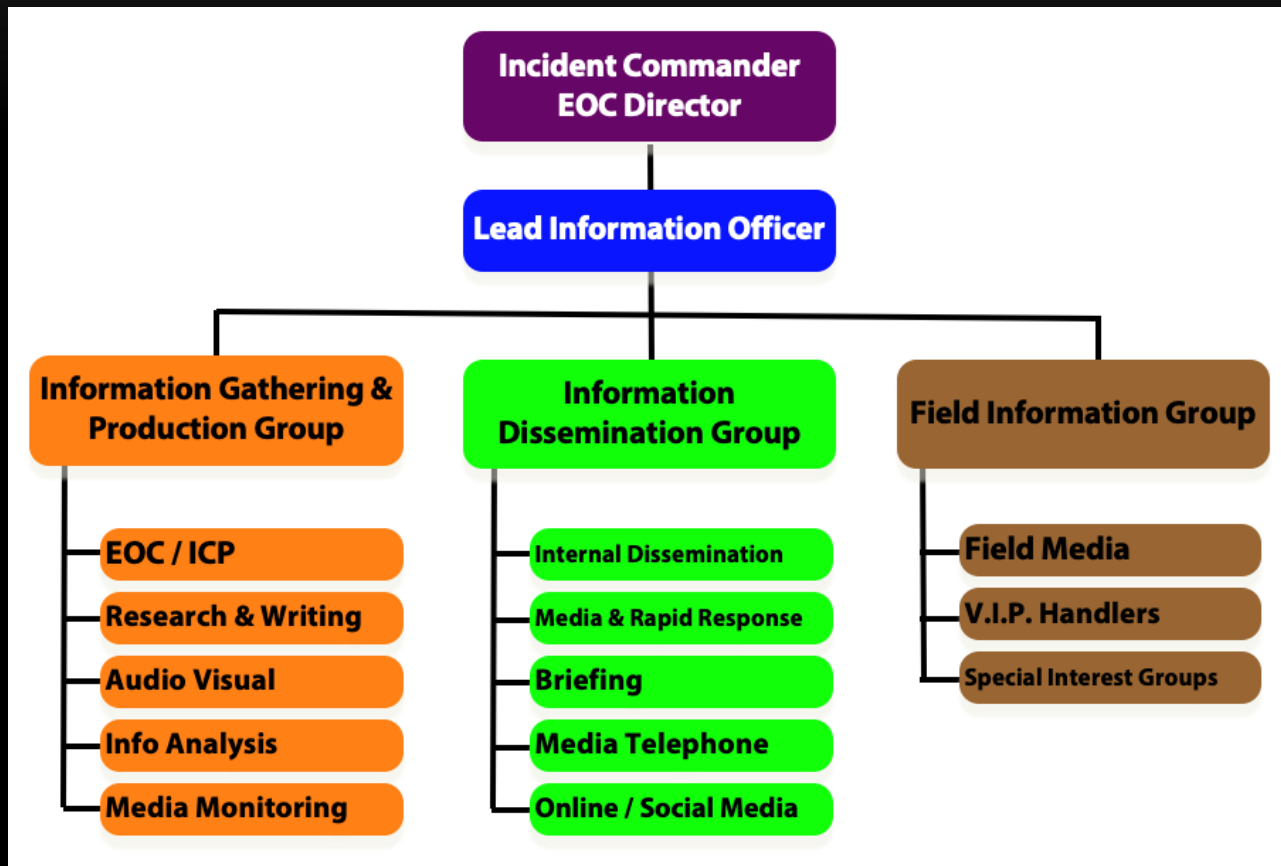 Incident Commander
EOC Director
Lead Information Officer
Information Gathering &
Production Group
EOC / ICP
Research & Writing
Audio Visual
Info Analysis
Media Monitoring
Information
Dissemination Group
Internal Dissemination
Media & Rapid Response
Briefing
Media Telephone
Online / Social Media
Field Information Group
Field Media
V.I.P. Handlers
Special Interest Groups